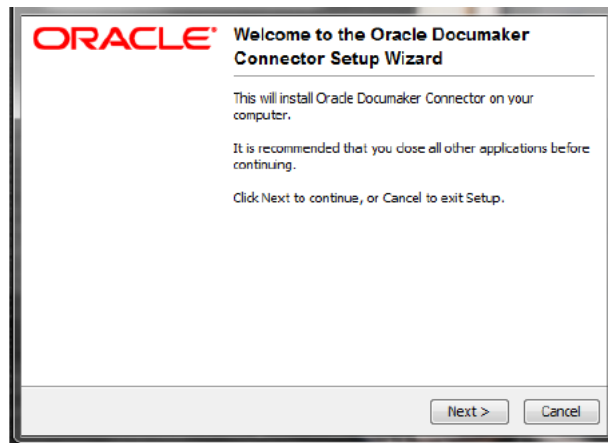 ORACLE®
Welcome to the Oracle Documaker
Connector Setup Wizard
This will install Oracle Documaker Connector on your
computer.
It is recommended that you close all other applications before
continuing.
Click Next to continue, or Cancel to exit Setup.
Next >
Cancel